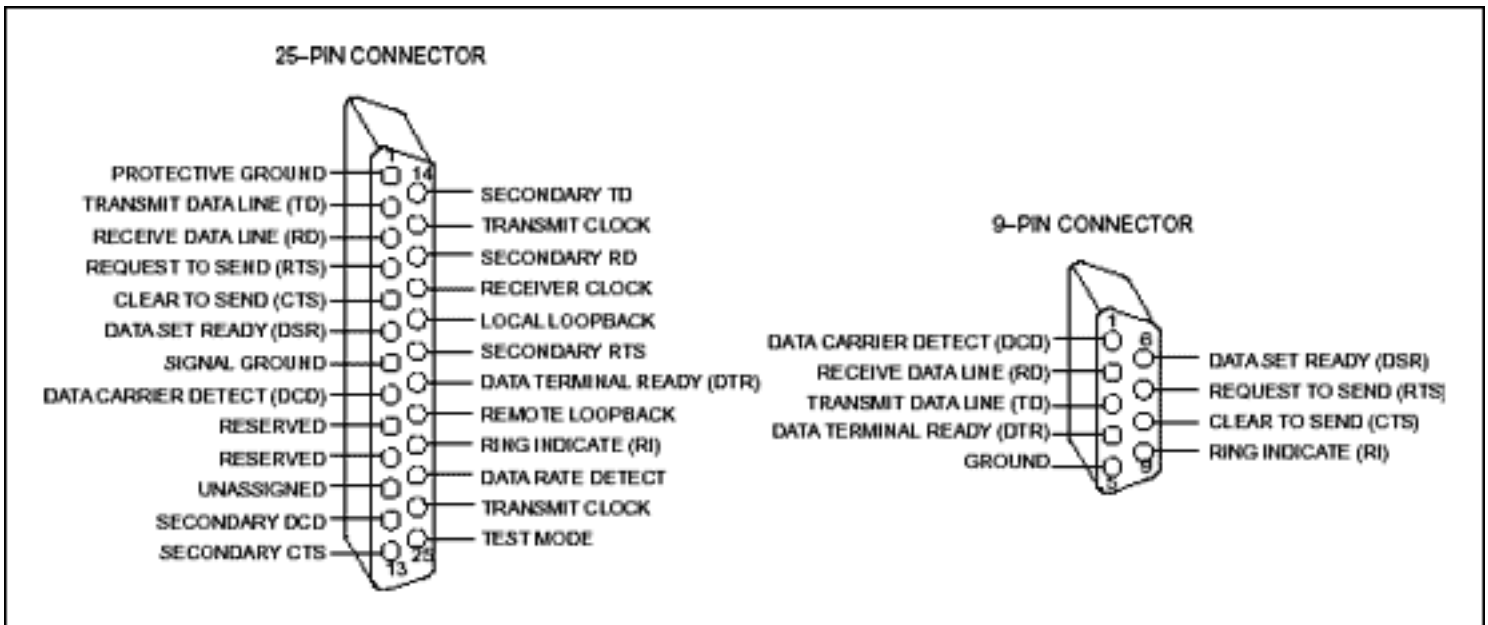 25-PIN CONNECTOR
1
PROTECTIVE GROUND
TRANSMIT DATA LINE (TD)
RECEIVE DATA LINE (RD)
REQUEST TO SEND (RTS)
CLEAR TO SEND (CTS)
DATA SET READY (DSR)
SIGNAL GROUND
DATA CARRIER DETECT (DCD)
RESERVED
RESERVED
UNASSIGNED
SECONDARY DCD
SECONDARY CTS
13
14
SECONDARY TD
TRANSMIT CLOCK
SECONDARY RD
RECEIVER CLOCK
LOCAL LOOPBACK
SECONDARY RTS
DATA TERMINAL READY (DTR)
REMOTE LOOPBACK
RING INDICATE (RI)
DATA RATE DETECT
TRANSMIT CLOCK
TEST MODE
25
9-PIN CONNECTOR
1
DATA CARRIER DETECT (DCD)
RECEIVE DATA LINE (RD)
TRANSMIT DATA LINE (TD)
DATA TERMINAL READY (DTR)
GROUND
5
6
DATA SET READY (DSR)
REQUEST TO SEND (RTS)
CLEAR TO SEND (CTS)
RING INDICATE (RI)
9